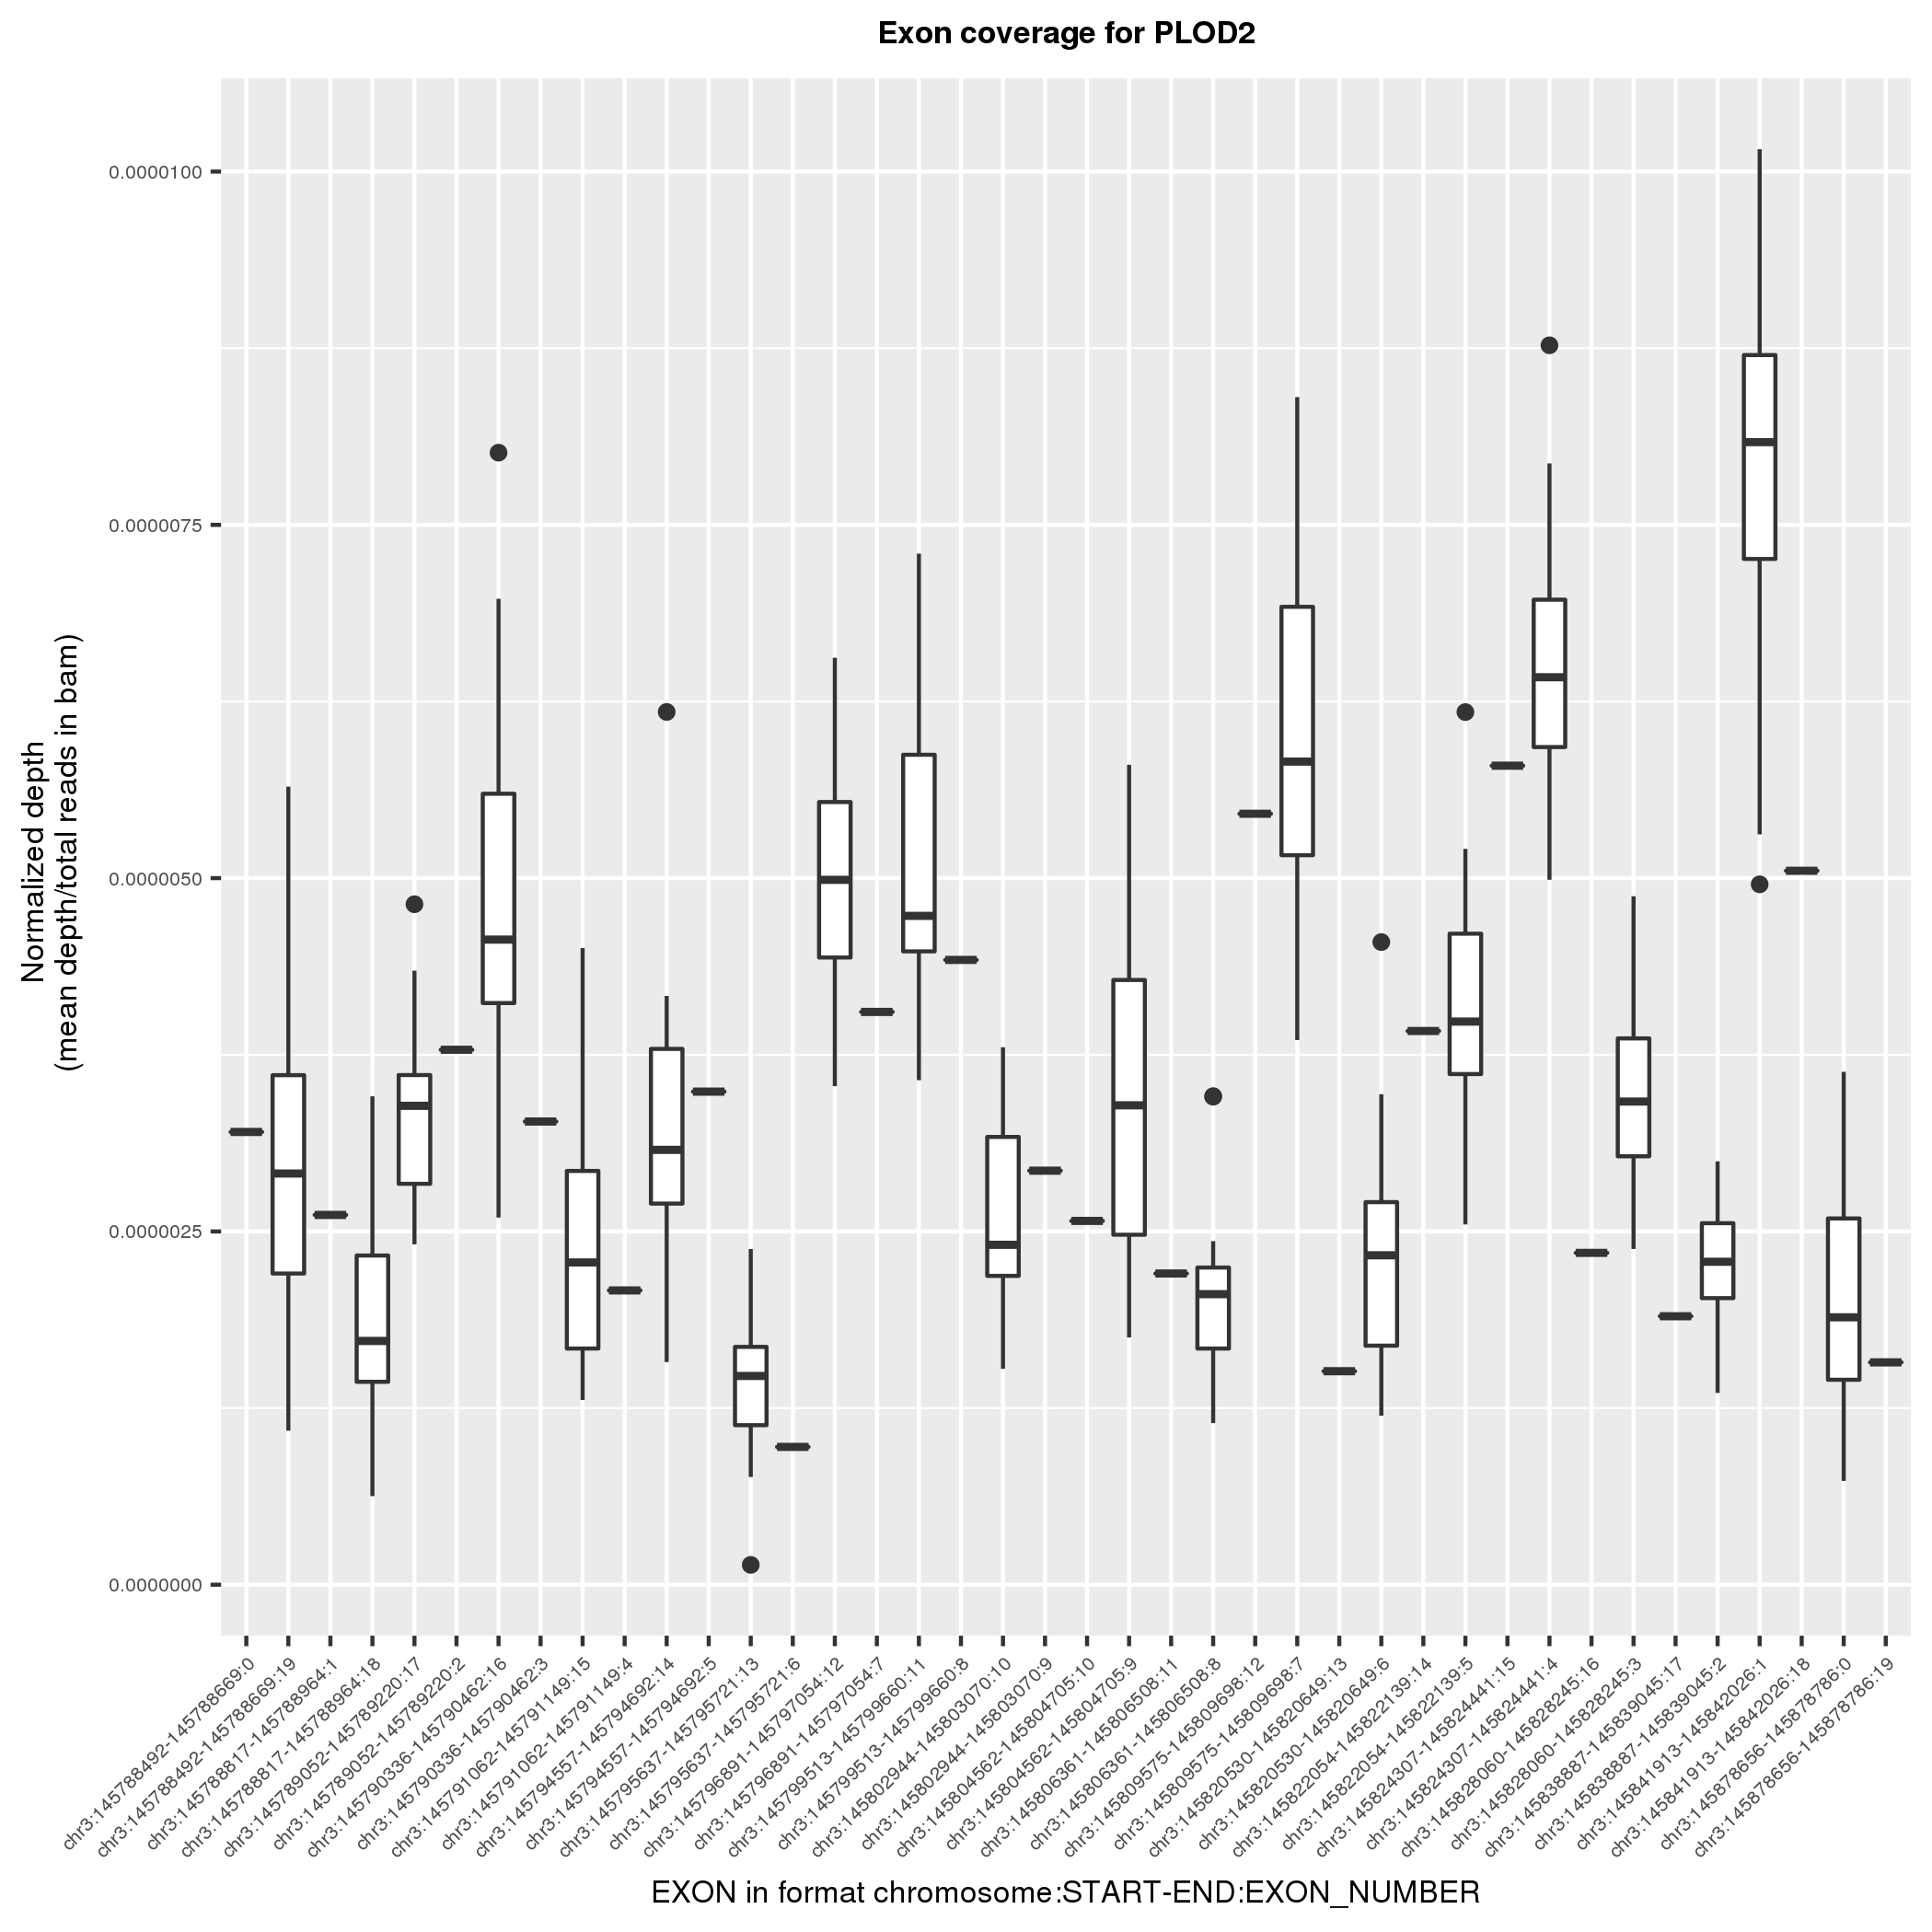 Exon coverage for PLOD2
0.0000100
0.0000075
0.0000050
0.0000025
0.0000000
Normalized depth
(mean depth/total reads in bam)
chr3:145788492-145788669:0
chr3:145788492-145788669:19
chr3:145788817-145788964:1
chr3:145788817-145788964:18
chr3:145789052-145789220:17
chr3:145789052-145789220:2
chr3:145790336-145790462:16
chr3:145790336-145790462:3
chr3:145791062-145791149:15
chr3:145791062-145791149:4
chr3:145794557-145794692:14
chr3:145794557-145794692:5
chr3:145795637-145795721:13
chr3:145795637-145795721:6
chr3:145796891-145797054:12
chr3:145796891-145797054:7
chr3:145799513-145799660:11
chr3:145799513-145799660:8
chr3:145802944-145803070:10
chr3:145802944-145803070:9
chr3:145804562-145804705:10
chr3:145804562-145804705:9
chr3:145806361-145806508:11
chr3:145806361-145806508:8
chr3:145809575-145809698:12
chr3:145809575-145809698:7
chr3:145820530-145820649:13
chr3:145820530-145820649:6
chr3:145822054-145822139:14
chr3:145822054-145822139:5
chr3:145824307-145824441:15
chr3:145824307-145824441:4
chr3:145828060-145828245:16
chr3:145828060-145828245:3
chr3:145838887-145839045:17
chr3:145838887-145839045:2
chr3:145841913-145842026:1
chr3:145841913-145842026:18
chr3:145878656-145878786:0
chr3:145878656-145878786:19
EXON in format chromosome:START-END:EXON_NUMBER